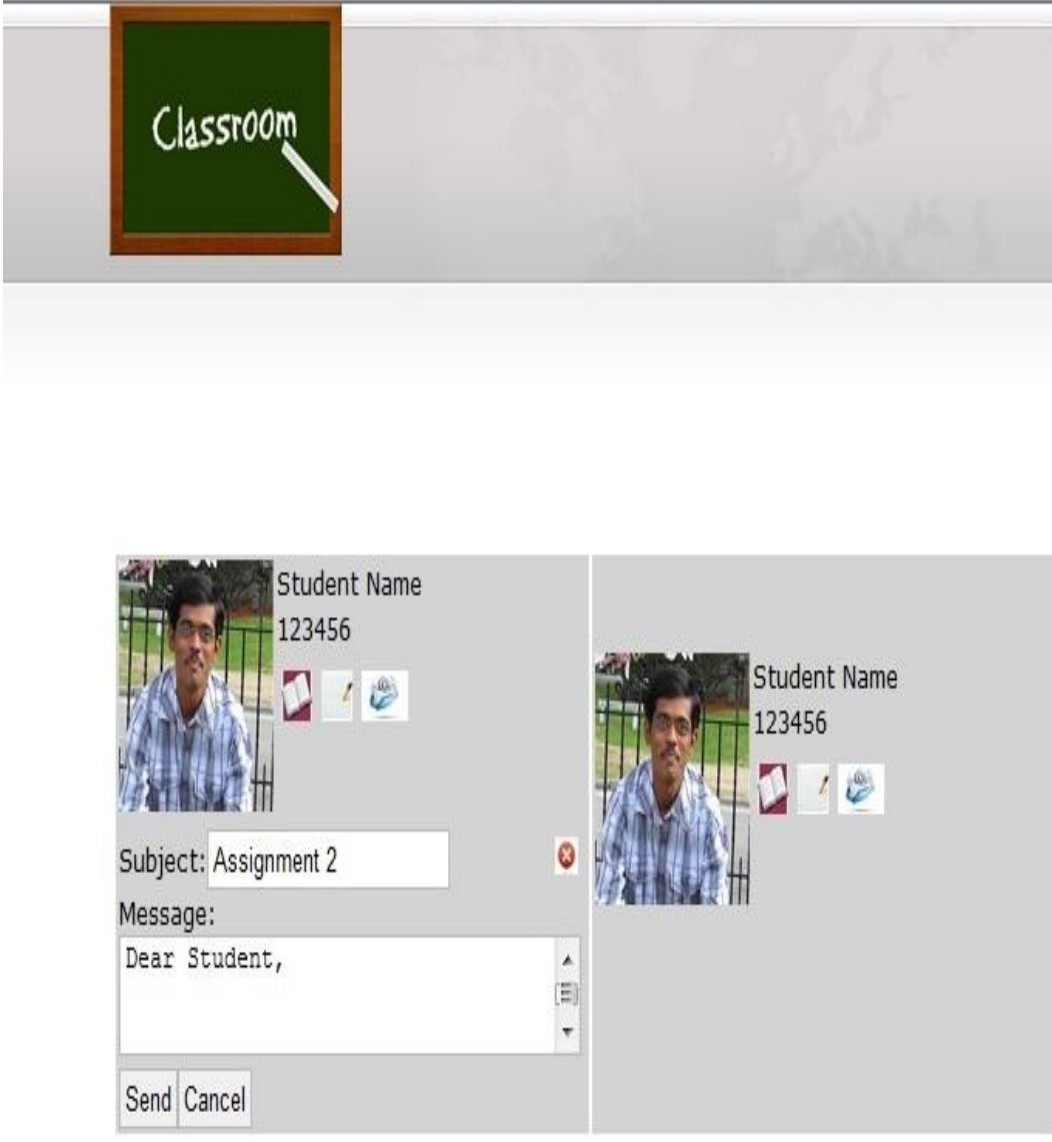 Classroom
Student Name
123456
Subject: Assignment 2
Message:
Dear Student,
Send Cancel
Student Name
123456